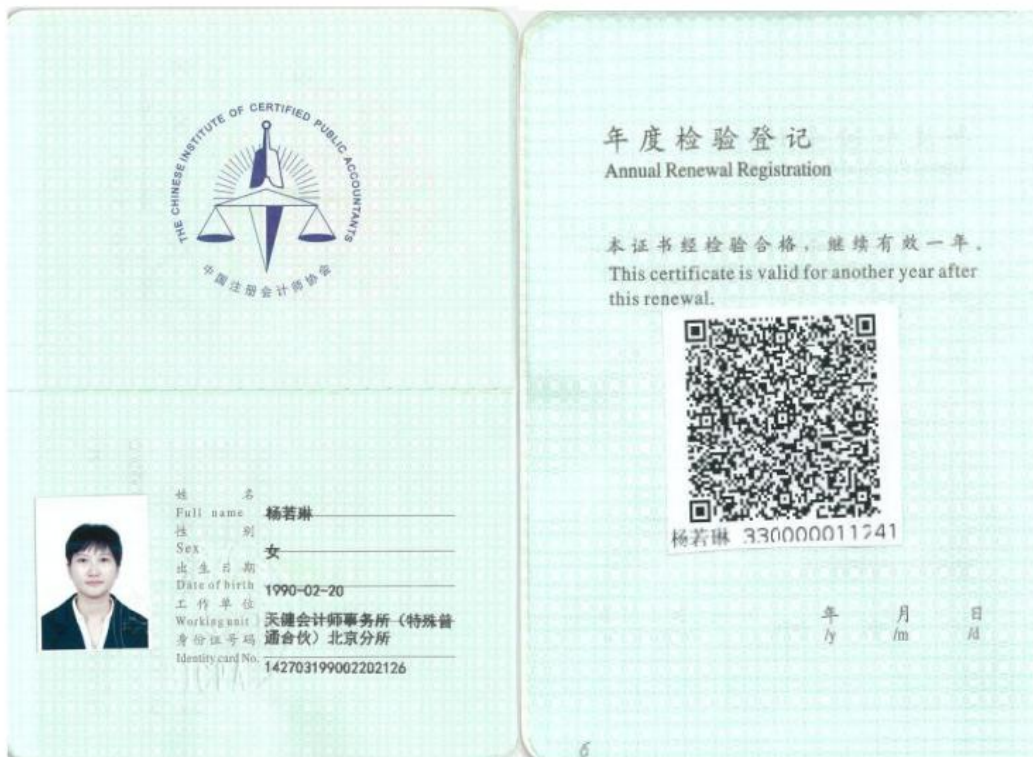 THE CHINESE INSTITUTE OF CERTIFIED PUBLIC ACCOUNTANTS
中国注册会计师协会
姓 名
Full name 杨若琳
性 别
Sex 女
出生日期
Date of birth 1990-02-20
工作单位
Working unit 天健会计师事务所（特殊普
通合伙）北京分所
身份证号码
Identity card No. 142703199002202126
年度检验登记
Annual Renewal Registration
本证书经检验合格，继续有效一年。
This certificate is valid for another year after
this renewal.
杨若琳 330000011241
年 月 日
/y /m /d
6